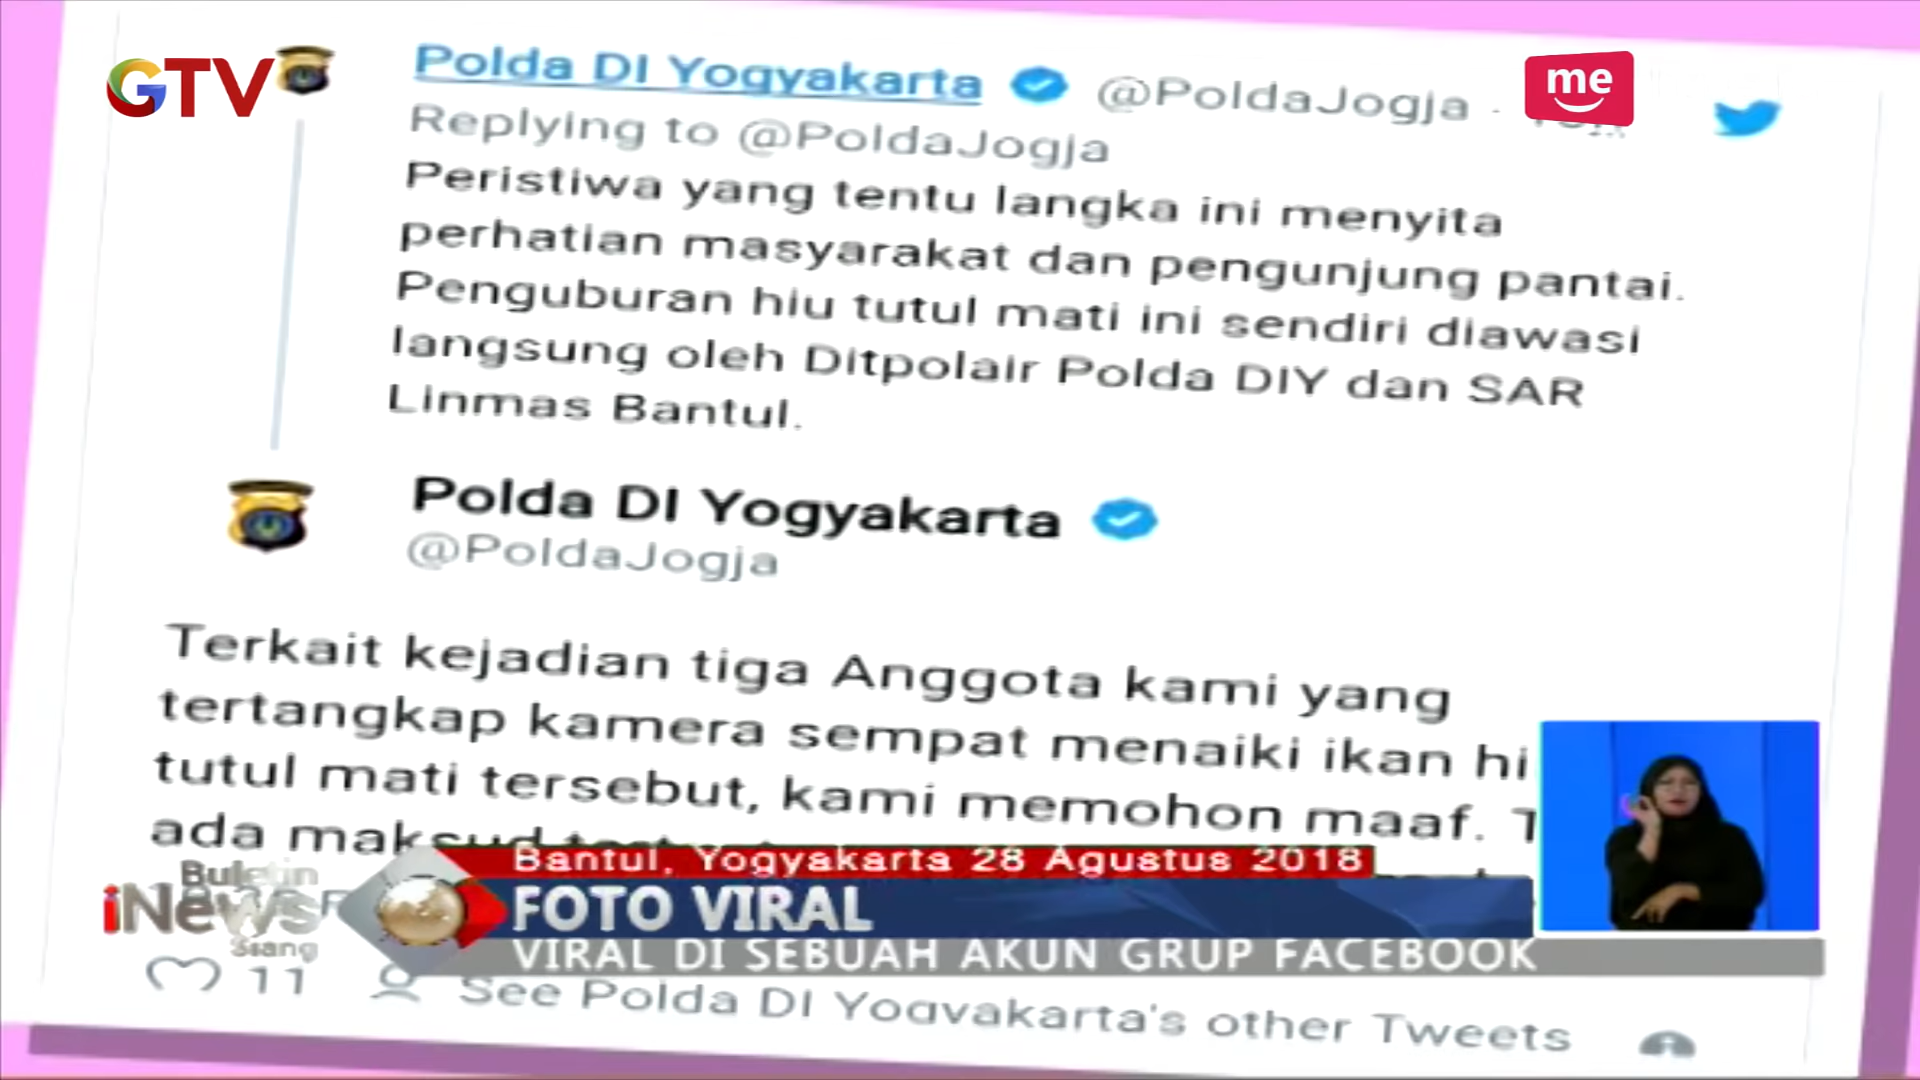 GTV
me
Polda DI Yogyakarta @PoldaJogja ·
Replying to @PoldaJogja
Peristiwa yang tentu langka ini menyita
perhatian masyarakat dan pengunjung pantai.
Penguburan hiu tutul mati ini sendiri diawasi
langsung oleh Ditpolair Polda DIY dan SAR
Linmas Bantul.
Polda DI Yogyakarta
@PoldaJogja
Terkait kejadian tiga Anggota kami yang
tertangkap kamera sempat menaiki ikan hi
tutul mati tersebut, kami memohon maaf. T
ada maksud
Bantul, Yogyakarta 28 Agustus 2018
FOTO VIRAL
VIRAL DI SEBUAH AKUN GRUP FACEBOOK
Buletin
iNews
Siang
11 See Polda DI Yogyakarta's other Tweets